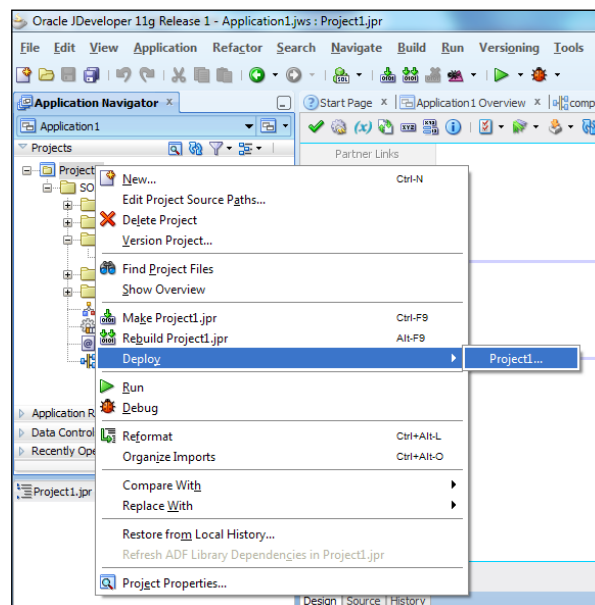 Oracle JDeveloper 11g Release 1 - Application1.jws : Project1.jpr
File Edit View Application Refactor Search Navigate Build Run Versioning Tools
Application Navigator x
Start Page x Application1 Overview x comp
Application1
Projects
Partner Links
Project
SO
New... Ctrl-N
Edit Project Source Paths...
Delete Project
Version Project...
Find Project Files
Show Overview
Make Project1.jpr Ctrl-F9
Rebuild Project1.jpr Alt-F9
Deploy Project1...
Run
Application R
Debug
Data Control
Reformat Ctrl+Alt-L
Recently Ope
Organize Imports Ctrl+Alt-O
Compare With
Project1.jpr
Replace With
Restore from Local History...
Refresh ADF Library Dependencies in Project1.jpr
Project Properties...
Design Source History